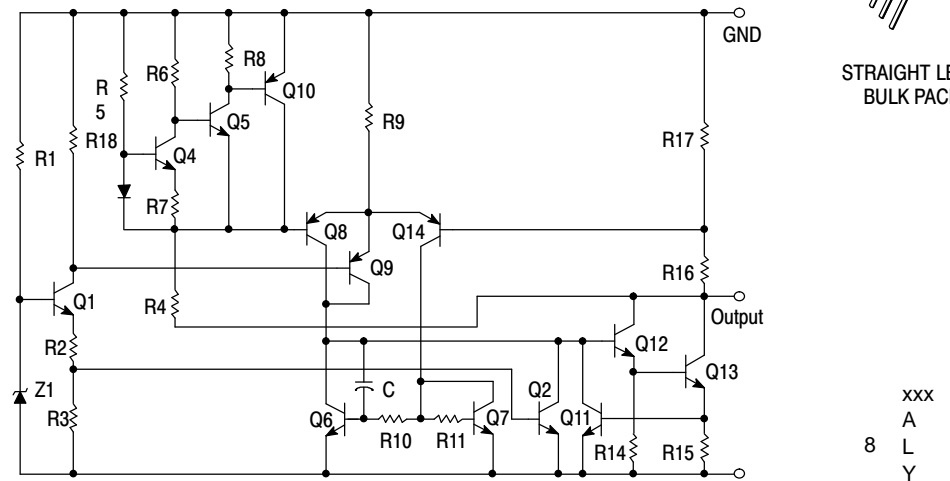 GND
STRAIGHT LE
BULK PAC
R8
R6
R
5
Q10
Q5
R9
R18
R17
R1
Q4
R7
Q8
Q14
Q9
R16
Q1
R4
Output
R2
Q12
Z1
C
Q2
Q13
R3
Q6
Q7
Q11
R10
R11
R14
R15
xxx
A
8 L
Y